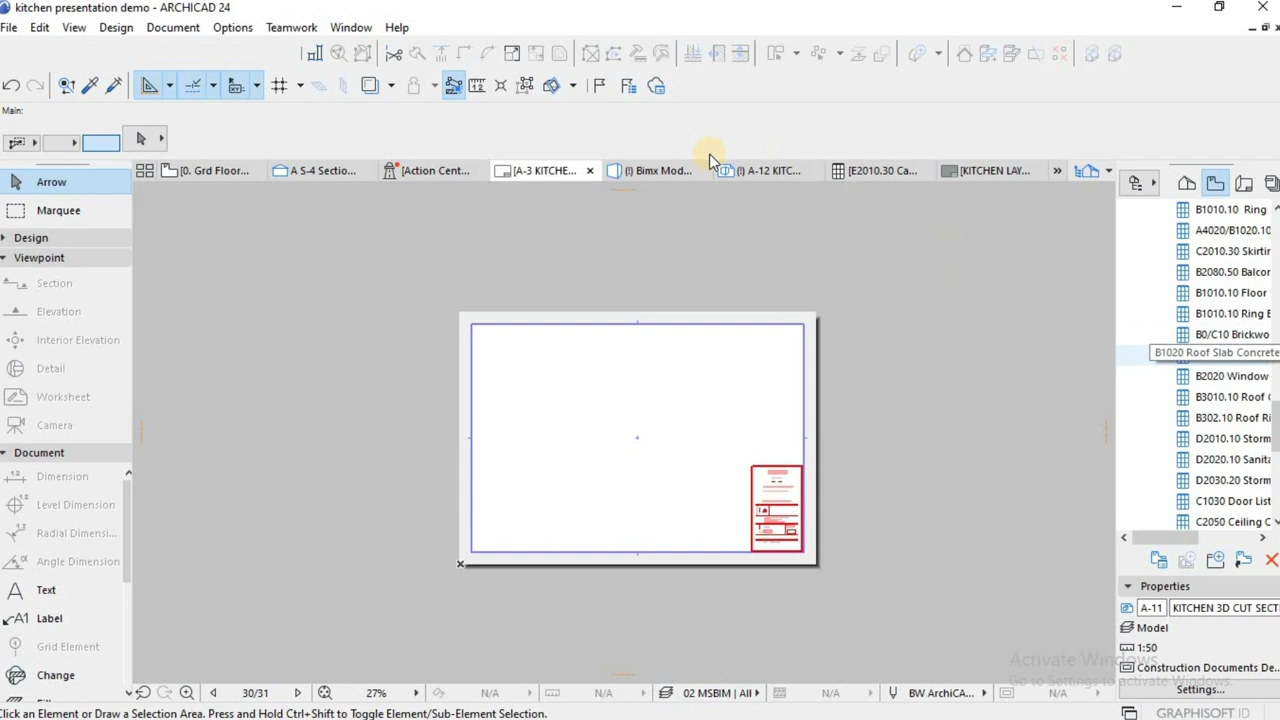 kitchen presentation demo - ARCHICAD 24
File Edit View Design Document Options Teamwork Window Help
Main:
[0. Grd Floor... A S-4 Sectio... [Action Cent... [A-3 KITCHE... (!) Bimx Mod... (!) A-12 KITC... [E2010.30 Ca... [KITCHEN LAY...
Arrow
Marquee
Design
Viewpoint
Section
Elevation
Interior Elevation
Detail
Worksheet
Camera
Document
Dimension
Level Dimension
Radial Dimensi...
Angle Dimension
Text
A1 Label
Grid Element
Change
B1010.10 Ring
A4020/B1020.10
C2010.30 Skirtin
B2080.50 Balcor
B1010.10 Floor
B1010.10 Ring E
B0/C10 Brickwo
B1020 Roof Slab Concrete
B2020 Window
B3010.10 Roof
B302.10 Roof Ri
D2010.10 Storm
D2020.10 Sanita
D2030.20 Storm
C1030 Door List
C2050 Ceiling
Properties
A-11 KITCHEN 3D CUT SECT
Model
1:50
Construction Documents De...
Settings...
Activate Windows
Go to Settings to activate Windows.
30/31 27% N/A N/A 02 MSBIM | All N/A BW ArchiCA... N/A
Click an Element or Draw a Selection Area. Press and Hold Ctrl+Shift to Toggle Element/Sub-Element Selection.
GRAPHISOFT ID